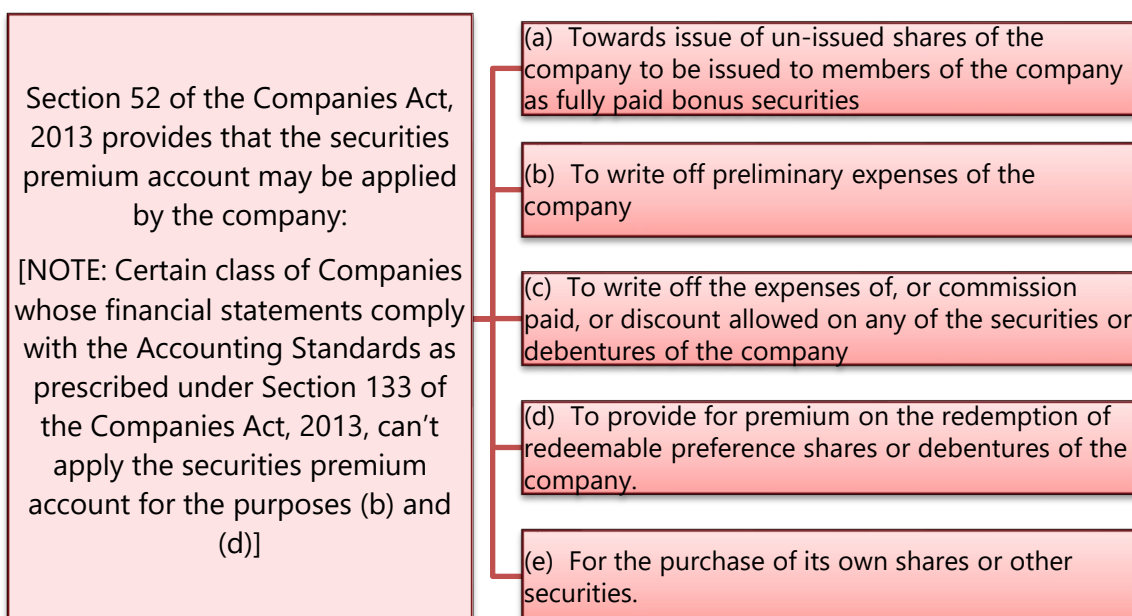 Section 52 of the Companies Act,
2013 provides that the securities
premium account may be applied
by the company:
[NOTE: Certain class of Companies
whose financial statements comply
with the Accounting Standards as
prescribed under Section 133 of
the Companies Act, 2013, can’t
apply the securities premium
account for the purposes (b) and
(d)]
(a) Towards issue of un-issued shares of the
company to be issued to members of the company
as fully paid bonus securities
(b) To write off preliminary expenses of the
company
(c) To write off the expenses of, or commission
paid, or discount allowed on any of the securities or
debentures of the company
(d) To provide for premium on the redemption of
redeemable preference shares or debentures of the
company.
(e) For the purchase of its own shares or other
securities.